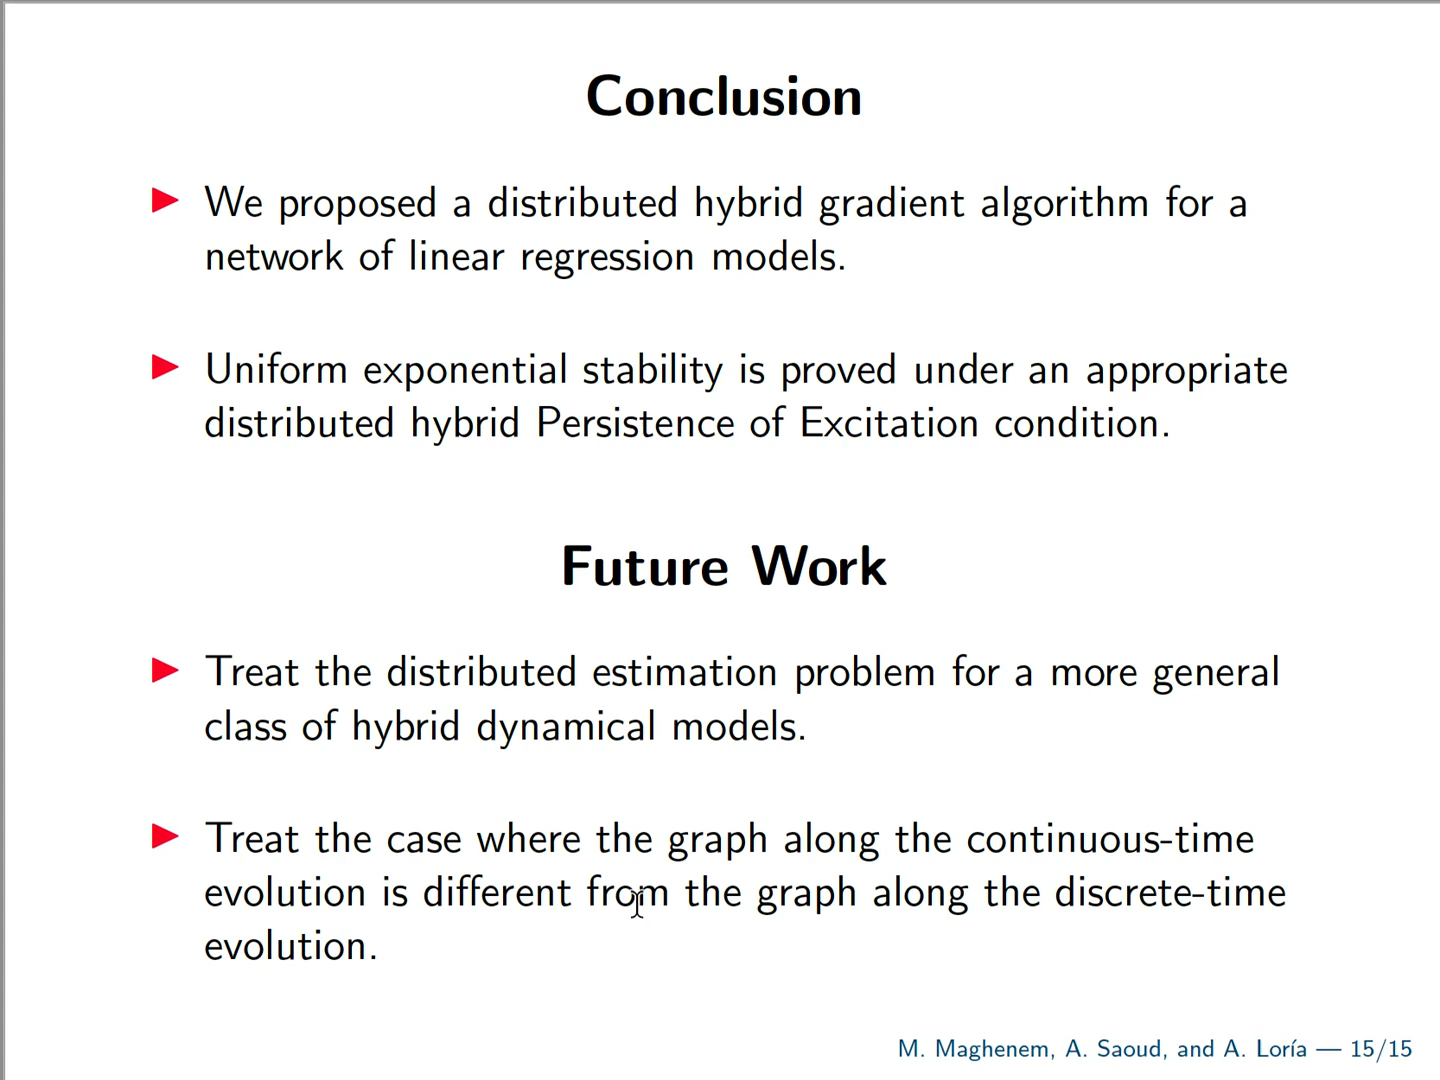 Conclusion
We proposed a distributed hybrid gradient algorithm for a
network of linear regression models.
Uniform exponential stability is proved under an appropriate
distributed hybrid Persistence of Excitation condition.
Future Work
Treat the distributed estimation problem for a more general
class of hybrid dynamical models.
Treat the case where the graph along the continuous-time
evolution is different from the graph along the discrete-time
evolution.
M. Maghenem, A. Saoud, and A. Loría — 15/15